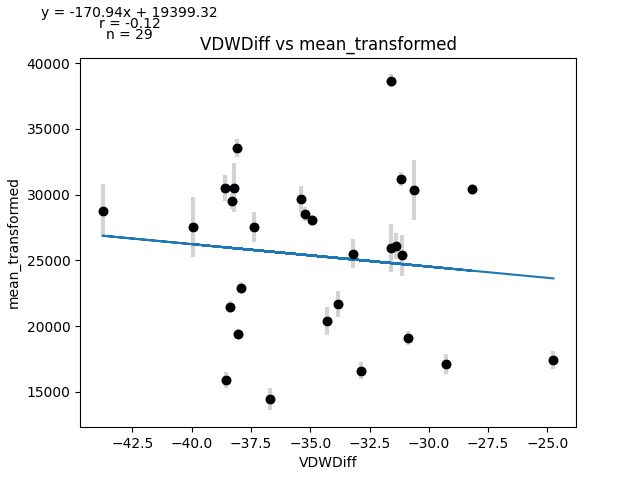 y = -170.94x + 19399.32
r = -0.12
n = 29
VDWDiff vs mean_transformed
40000
35000
30000
25000
20000
15000
mean_transformed
−42.5
−40.0
−37.5
−35.0
−32.5
−30.0
−27.5
−25.0
VDWDiff